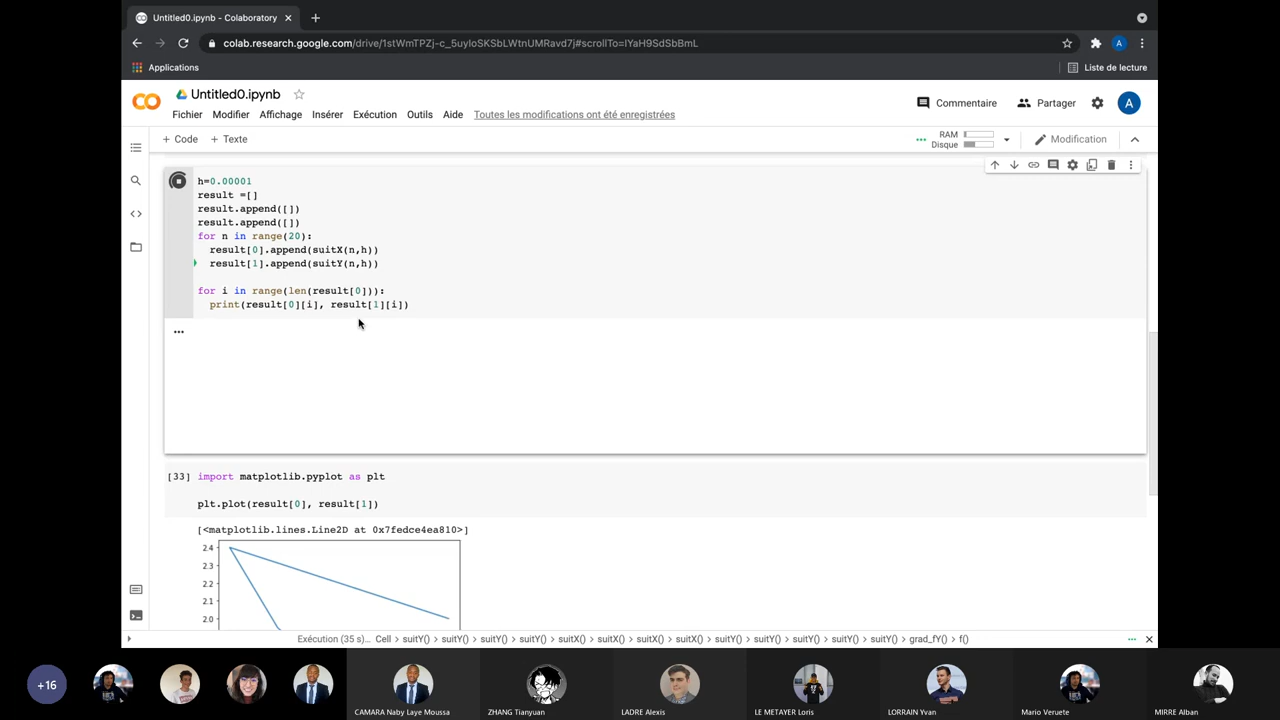 Untitled0.ipynb - Colaboratory
colab.research.google.com/drive/1stWmTPZj-c_5uyIoSKSbLWtnUMRavd7j#scrollTo=IYaH9SdSbBmL
A
Applications
Liste de lecture
Untitled0.ipynb
Commentaire
Partager
A
Fichier Modifier Affichage Insérer Exécution Outils Aide Toutes les modifications ont été enregistrées
+ Code + Texte
RAM
Disque
Modification
h=0.00001
result =[]
result.append([])
result.append([])
for n in range(20):
result[0].append(suitX(n,h))
result[1].append(suitY(n,h))
for i in range(len(result[0])):
print(result[0][i], result[1][i])
[33] import matplotlib.pyplot as plt
plt.plot(result[0], result[1])
[<matplotlib.lines.Line2D at 0x7fedce4ea810>]
2.4
2.3
2.2
2.1
2.0
Exécution (35 s)... Cell > suitY() > suitY() > suitY() > suitY() > suitX() > suitX() > suitX() > suitX() > suitY() > suitY() > suitY() > suitY() > suitY() > grad_fY() > f()
+16
CAMARA Naby Laye Moussa
ZHANG Tianyuan
LADRE Alexis
LE METAYER Loris
LORRAIN Yvan
Mario Veruete
MIRRE Alban